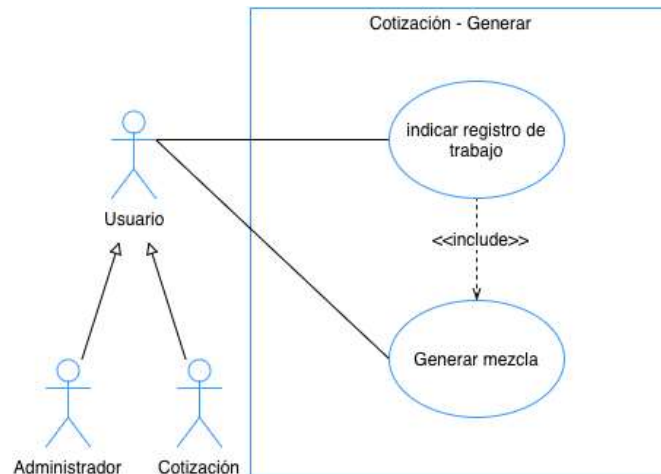 Cotización - Generar
indicar registro de
trabajo
Usuario
<<include>>
Generar mezcla
Administrador
Cotización